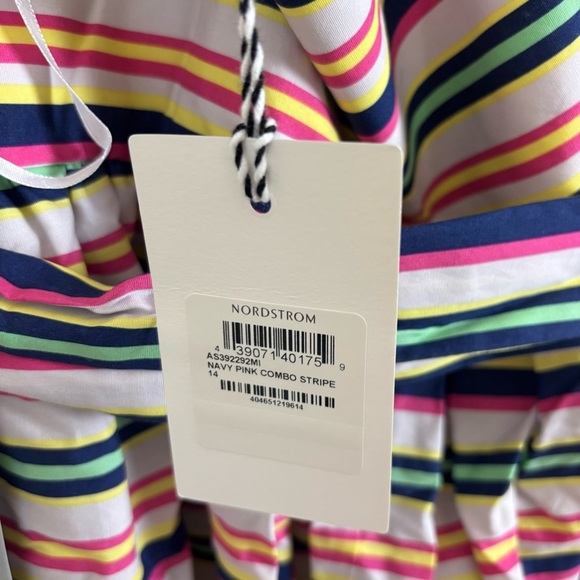 NORDSTROM
4 39071 40175 9
AS392292MI
NAVY PINK COMBO STRIPE
14
404651219614